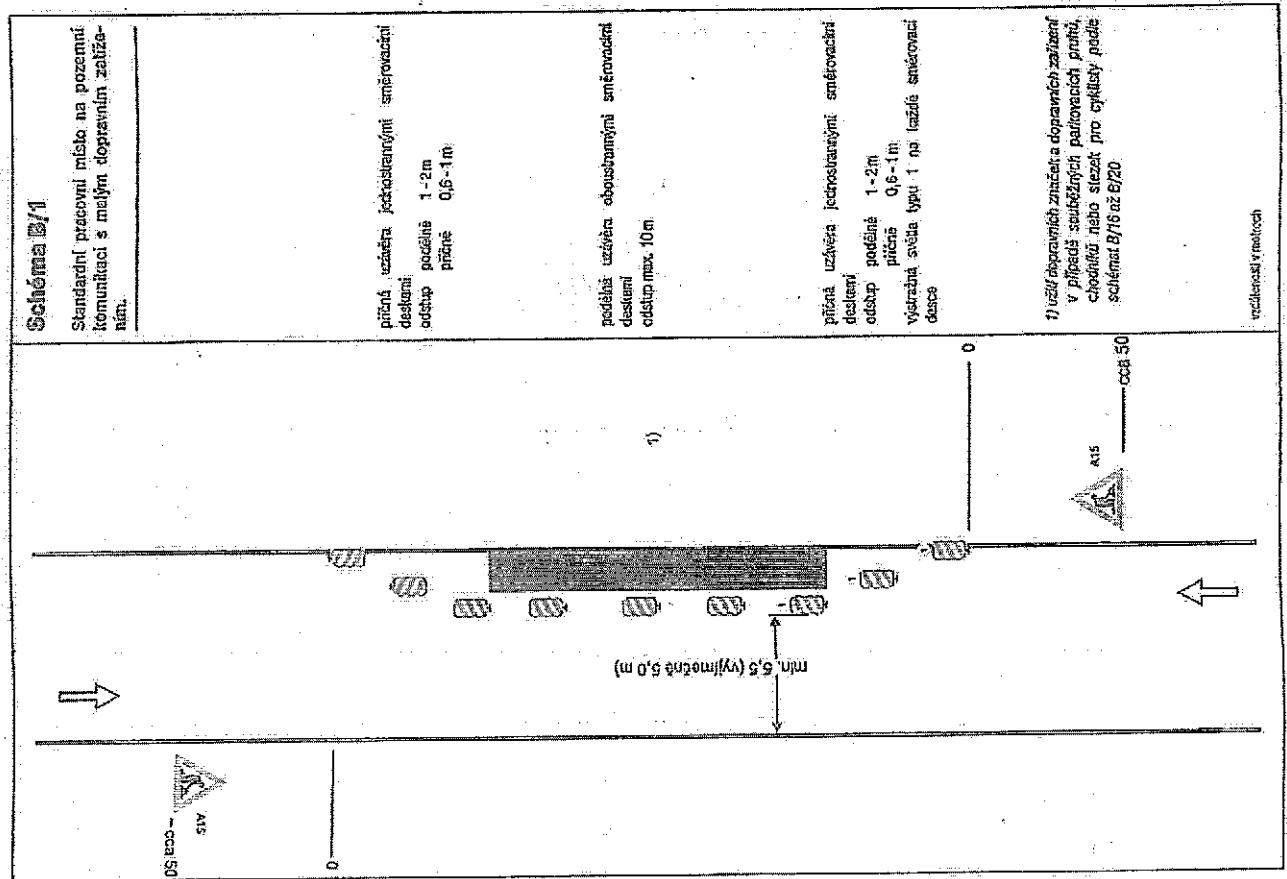 Schéma B/1
Standardní pracovní místo na pozemní
komunikaci s malým dopravním zatíže-
ním.
příčná uzávěra jednostrannými směrovacími
deskami
odstup podélně 1-2m
příčně 0,6-1m
podélná uzávěra oboustrannými směrovacími
deskami
odstup max. 10m
příčná uzávěra jednostrannými směrovacími
deskami
odstup podélně 1-2m
příčně 0,6-1m
výstražná světla typu 1 na každé směrovací
desce
1) užití dopravních značek a dopravních zařízení
v případě souběžných parkovacích pruhů,
chodníků nebo stezek pro cyklisty podle
schémat B/16 až B/20
vzdálenosti v metrech
cca 50
A15
0
min. 5,5 (vyjímečně 5,0 m)
1)
0
A15
cca 50